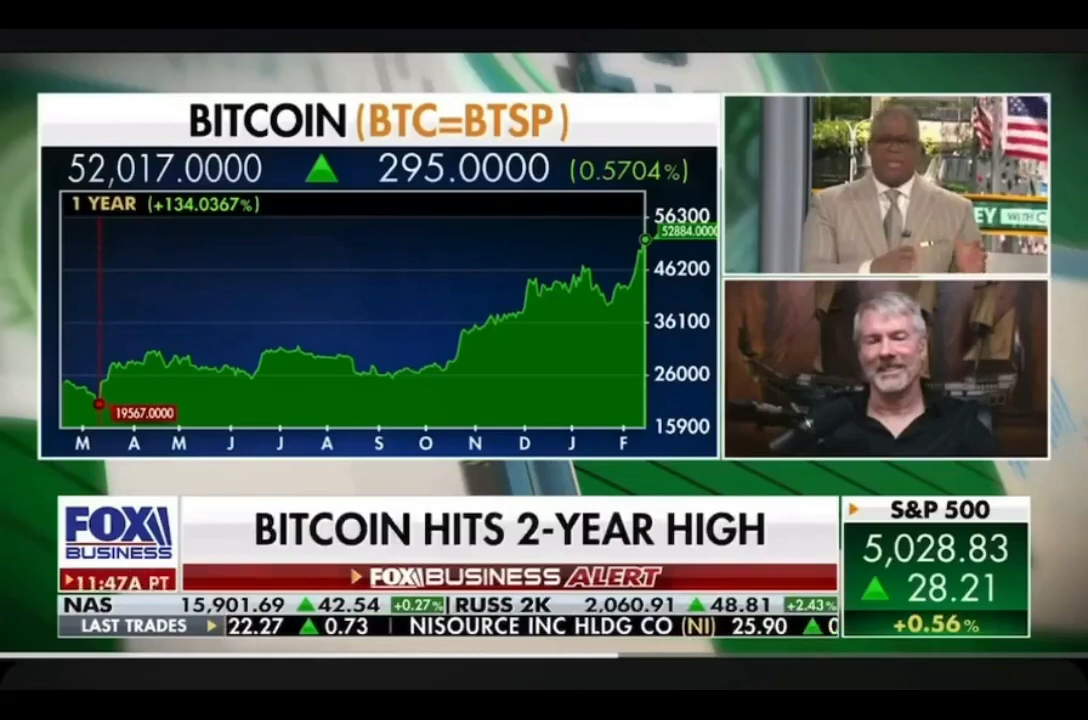 BITCOIN (BTC=BTSP)
52,017.0000 295.0000 (0.5704%)
1 YEAR (+134.0367%)
56300
52884.0000
46200
36100
26000
15900
19567.0000
M A M J J A S O N D J F
EY WITH C
FOX
BUSINESS
11:47A PT
BITCOIN HITS 2-YEAR HIGH
FOX BUSINESS ALERT
S&P 500
5,028.83
28.21
+0.56%
NAS 15,901.69 42.54 +0.27% RUSS 2K 2,060.91 48.81 +2.43%
LAST TRADES 22.27 0.73 NISOURCE INC HLDG CO (NI) 25.90 0